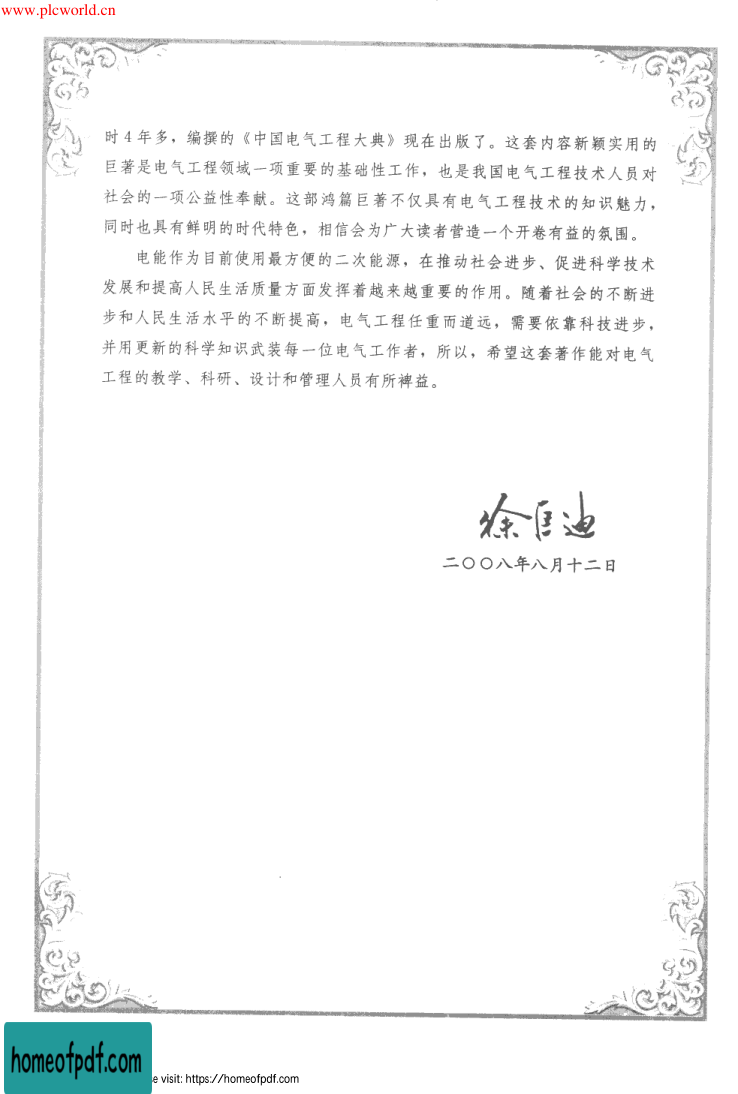 www.plcworld.cn
时4年多，编撰的《中国电气工程大典》现在出版了。这套内容新颖实用的
巨著是电气工程领域一项重要的基础性工作，也是我国电气工程技术人员对
社会的一项公益性奉献。这部鸿篇巨著不仅具有电气工程技术的知识魅力，
同时也具有鲜明的时代特色，相信会为广大读者营造一个开卷有益的氛围。
电能作为目前使用最方便的二次能源，在推动社会进步、促进科学技术
发展和提高人民生活质量方面发挥着越来越重要的作用。随着社会的不断进
步和人民生活水平的不断提高，电气工程任重而道远，需要依靠科技进步，
并用更新的科学知识武装每一位电气工作者，所以，希望这套著作能对电气
工程的教学、科研、设计和管理人员有所裨益。
徐匡迪
二〇〇八年八月十二日
homeofpdf.com
se visit: https://homeofpdf.com